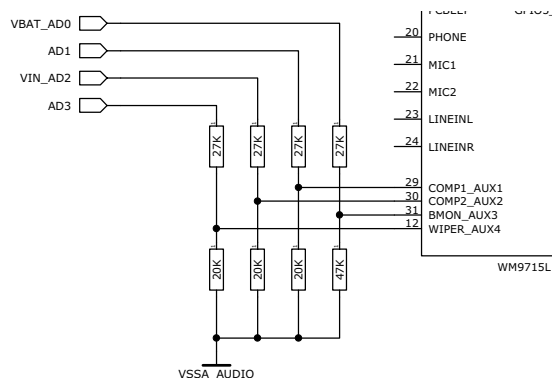 VBAT_AD0
AD1
VIN_AD2
AD3
20 PHONE
21 MIC1
22 MIC2
23 LINEINL
24 LINEINR
27K 27K 27K 27K
29 COMP1_AUX1
30 COMP2_AUX2
31 BMON_AUX3
12 WIPER_AUX4
20K 20K 20K 47K
WM9715L
VSSA_AUDIO